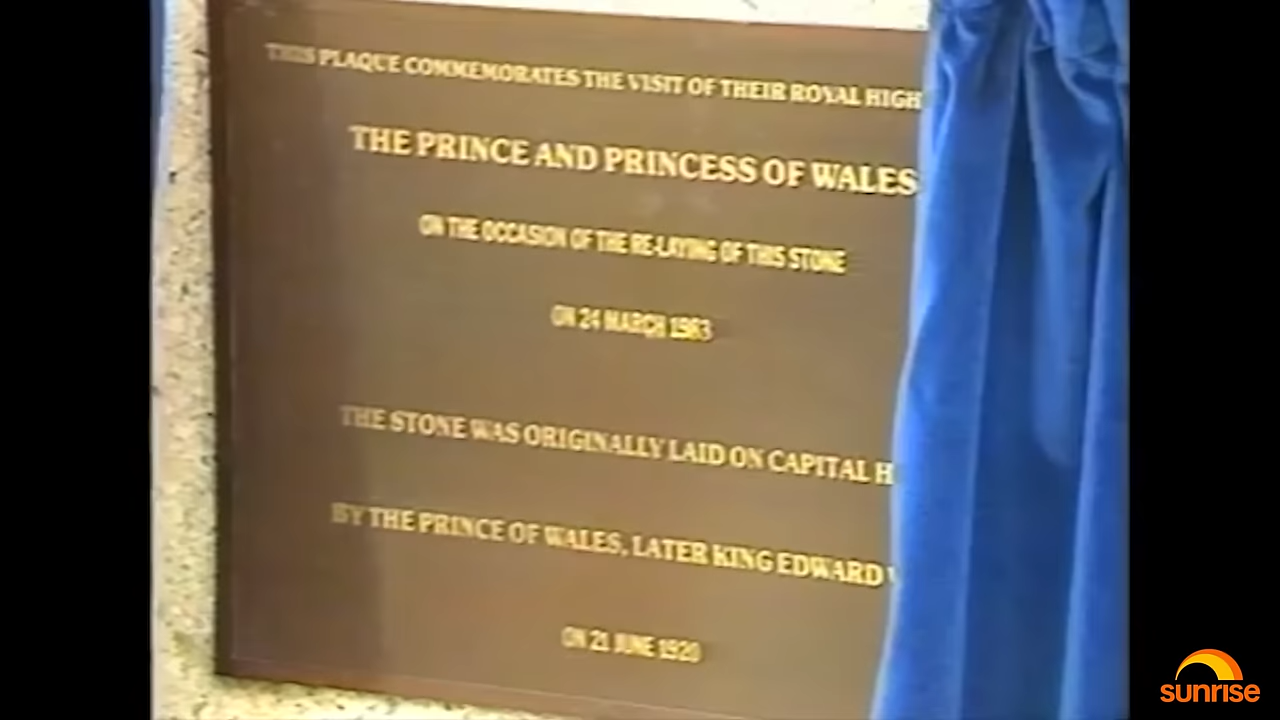 THIS PLAQUE COMMEMORATES THE VISIT OF THEIR ROYAL HIGH
THE PRINCE AND PRINCESS OF WALES
ON THE OCCASION OF THE RE-LAYING OF THIS STONE
ON 24 MARCH 1983
THE STONE WAS ORIGINALLY LAID ON CAPITAL H
BY THE PRINCE OF WALES, LATER KING EDWARD V
ON 21 JUNE 1920
sunrise